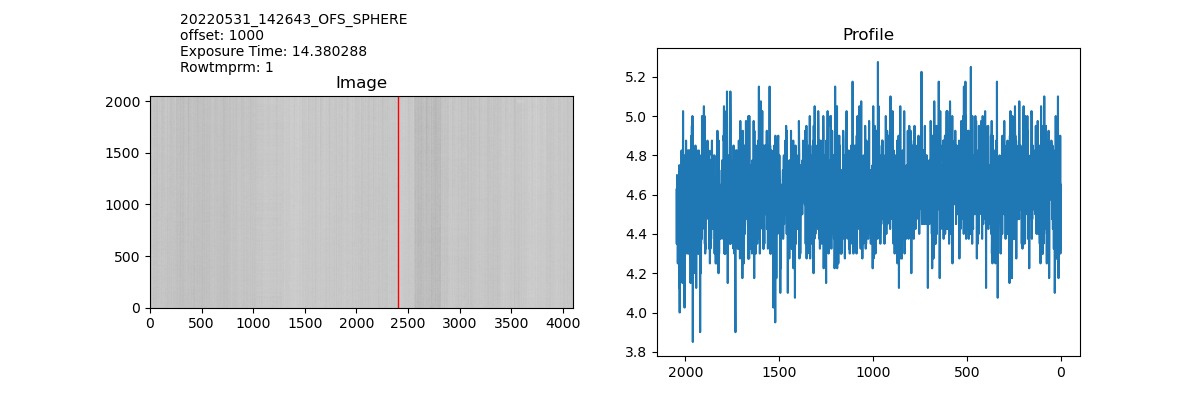 20220531_142643_OFS_SPHERE
offset: 1000
Exposure Time: 14.380288
Rowtmprm: 1
Image
2000
1500
1000
500
0
0 500 1000 1500 2000 2500 3000 3500 4000
Profile
5.2
5.0
4.8
4.6
4.4
4.2
4.0
3.8
2000 1500 1000 500 0